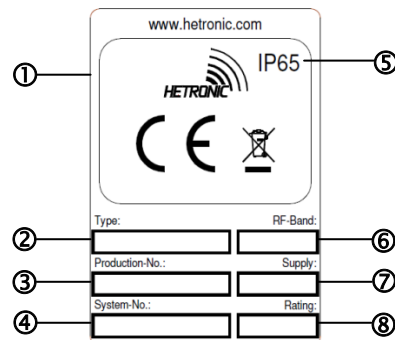 www.hetronic.com
① IP65 ⑤
HETRONIC
CE
Type: RF-Band:
② ⑥
Production-No.: Supply:
③ ⑦
System-No.: Rating:
④ ⑧